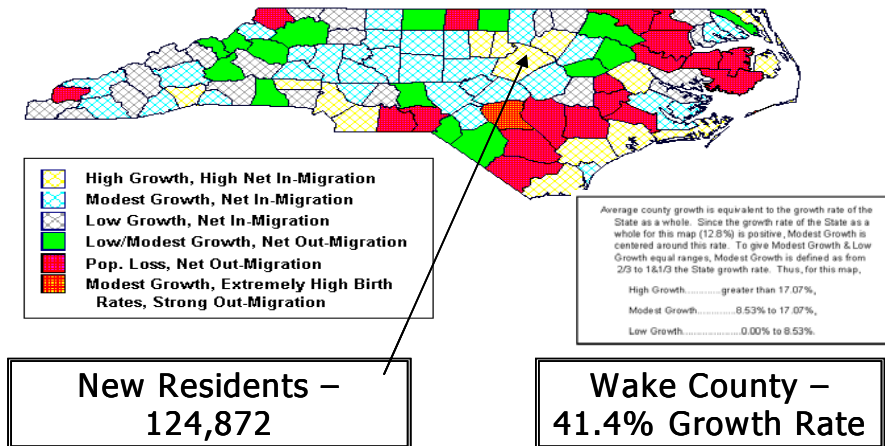 High Growth, High Net In-Migration
Modest Growth, Net In-Migration
Low Growth, Net In-Migration
Low/Modest Growth, Net Out-Migration
Pop. Loss, Net Out-Migration
Modest Growth, Extremely High Birth
Rates, Strong Out-Migration
Average county growth is equivalent to the growth rate of the
State as a whole. Since the growth rate of the State as a
whole for this map (12.8%) is positive, Modest Growth is
centered around this rate. To give Modest Growth & Low
Growth equal ranges, Modest Growth is defined as from
2/3 to 1&1/3 the State growth rate. Thus, for this map,
High Growth............greater than 17.07%,
Modest Growth............8.53% to 17.07%,
Low Growth.....................0.00% to 8.53%.
New Residents –
124,872
Wake County –
41.4% Growth Rate